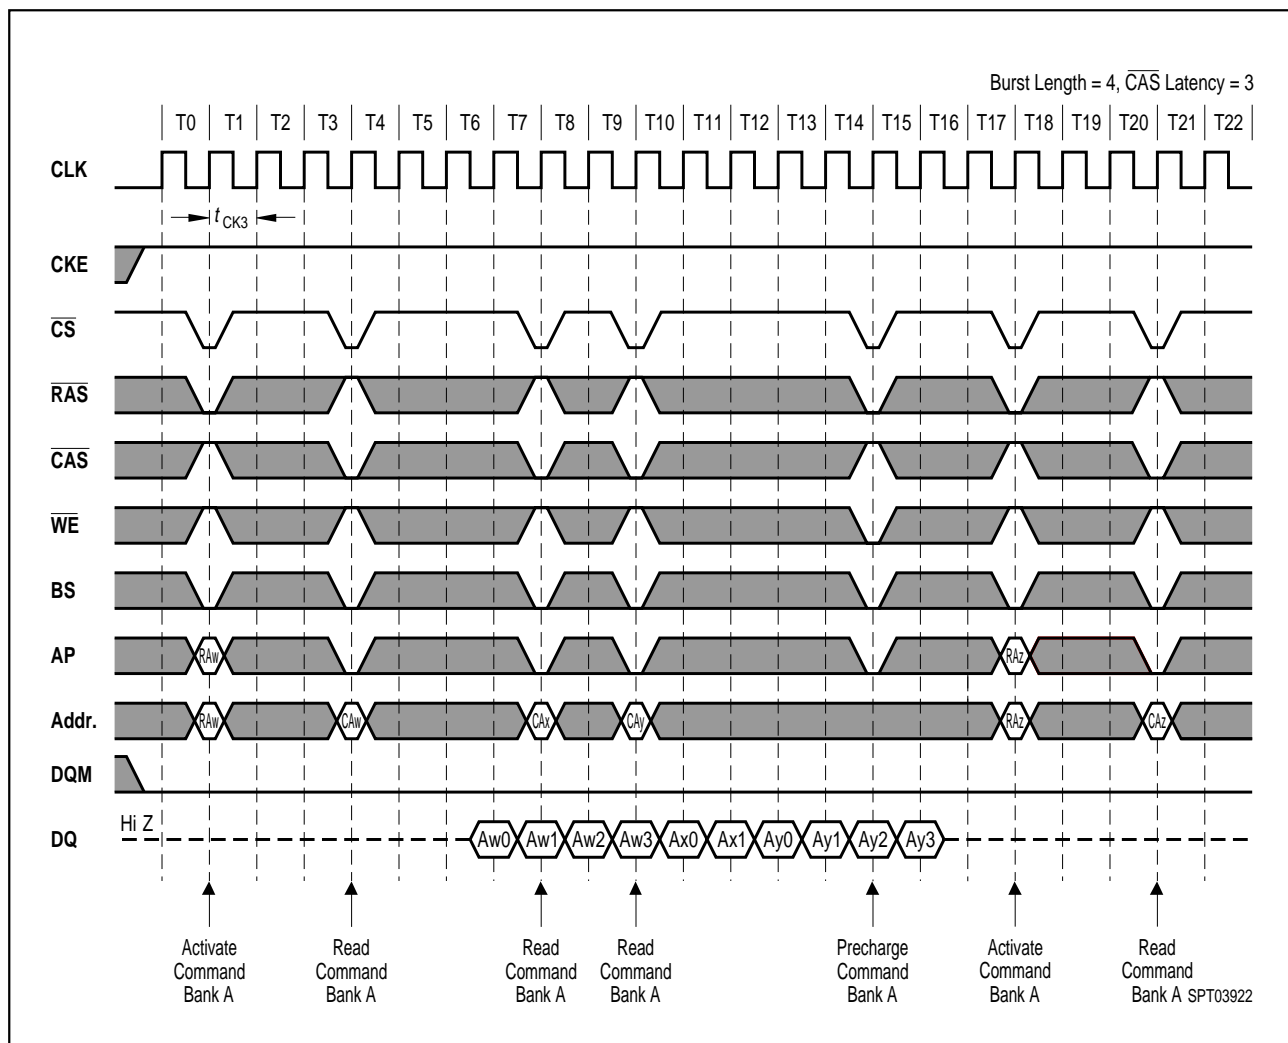 Burst Length = 4, CAS Latency = 3
T0 T1 T2 T3 T4 T5 T6 T7 T8 T9 T10 T11 T12 T13 T14 T15 T16 T17 T18 T19 T20 T21 T22
CLK
t CK3
CKE
CS
RAS
CAS
WE
BS
AP RAw RAz
Addr. RAw CAw CAx CAy RAz CAz
DQM
Hi Z
DQ Aw0 Aw1 Aw2 Aw3 Ax0 Ax1 Ay0 Ay1 Ay2 Ay3
Activate Read Read Read Precharge Activate Read
Command Command Command Command Command Command Command
Bank A Bank A Bank A Bank A Bank A Bank A Bank A SPT03922